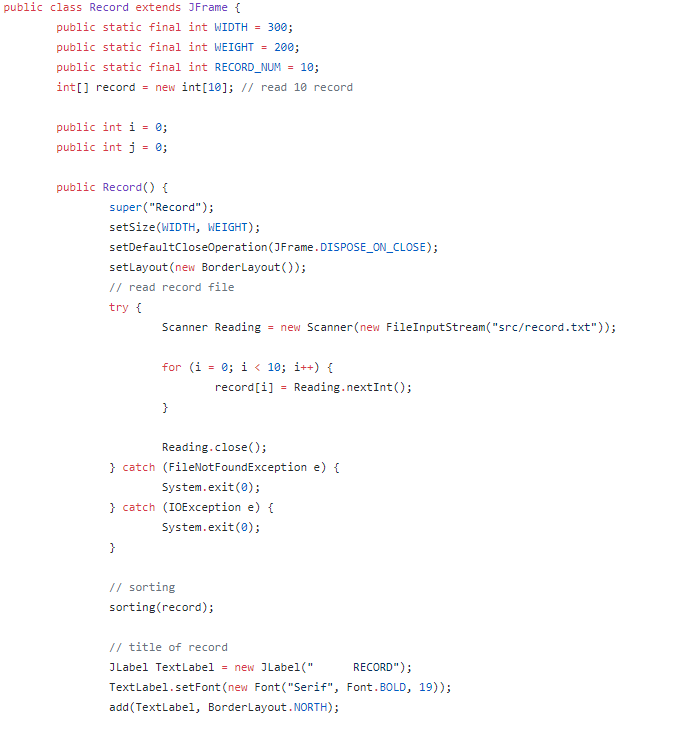 public class Record extends JFrame {
public static final int WIDTH = 300;
public static final int WEIGHT = 200;
public static final int RECORD_NUM = 10;
int[] record = new int[10]; // read 10 record
public int i = 0;
public int j = 0;
public Record() {
super("Record");
setSize(WIDTH, WEIGHT);
setDefaultCloseOperation(JFrame.DISPOSE_ON_CLOSE);
setLayout(new BorderLayout());
// read record file
try {
Scanner Reading = new Scanner(new FileInputStream("src/record.txt"));
for (i = 0; i < 10; i++) {
record[i] = Reading.nextInt();
}
Reading.close();
} catch (FileNotFoundException e) {
System.exit(0);
} catch (IOException e) {
System.exit(0);
}
// sorting
sorting(record);
// title of record
JLabel TextLabel = new JLabel("      RECORD");
TextLabel.setFont(new Font("Serif", Font.BOLD, 19));
add(TextLabel, BorderLayout.NORTH);